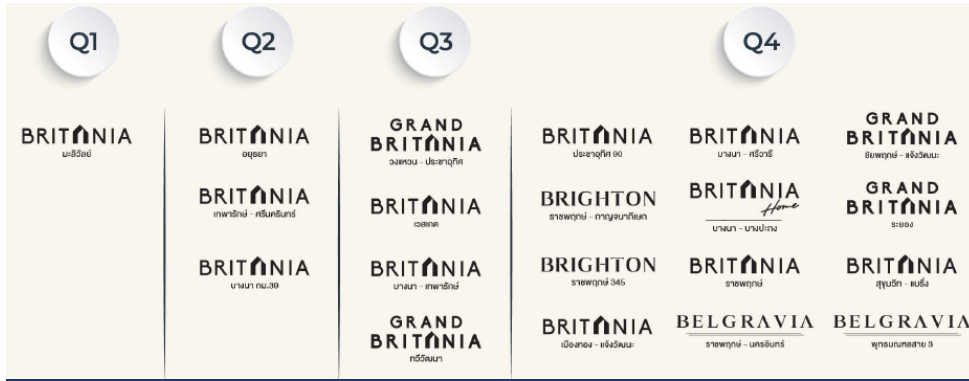 Q1
Q2
Q3
Q4
BRITANIA
มะลิวัลย์
BRITANIA
อยุธยา
BRITANIA
เทพารักษ์ - ศรีนครินทร์
BRITANIA
บางนา กม.39
GRAND
BRITANIA
วงแหวน - ประชาอุทิศ
BRITANIA
เวสเกต
BRITANIA
บางนา - เทพารักษ์
GRAND
BRITANIA
ทวีวัฒนา
BRITANIA
ประชาอุทิศ 90
BRIGHTON
ราชพฤกษ์ - กาญจนาภิเษก
BRIGHTON
ราชพฤกษ์ 345
BRITANIA
เมืองทอง - แจ้งวัฒนะ
BRITANIA
บางนา - ศรีวารี
BRITANIA
Home
บางนา - บางปะกง
BRITANIA
ราชพฤกษ์
BELGRAVIA
ราชพฤกษ์ - นครอินทร์
GRAND
BRITANIA
ชัยพฤกษ์ - แจ้งวัฒนะ
GRAND
BRITANIA
ระยอง
BRITANIA
สุขุมวิท - แบริ่ง
BELGRAVIA
พุทธมณฑลสาย 3